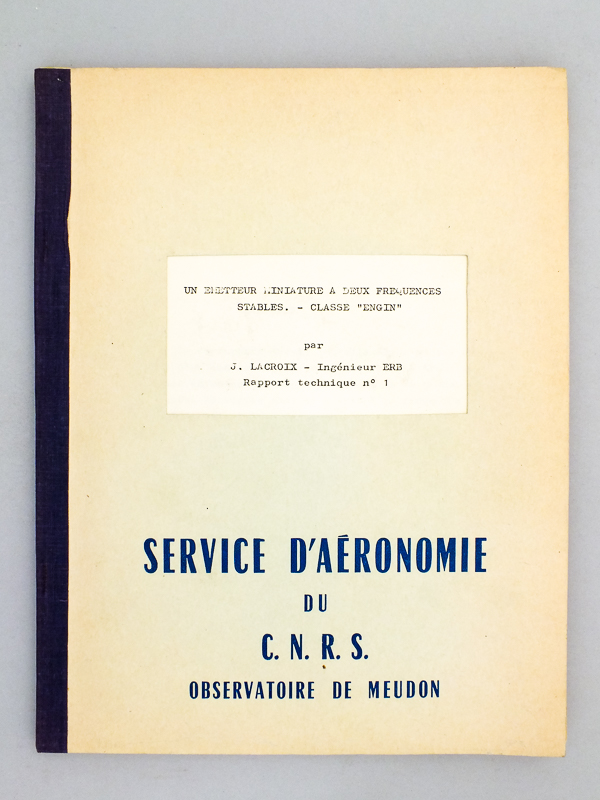 UN EMETTEUR MINIATURE A DEUX FREQUENCES
STABLES. - CLASSE "ENGIN"
par
J. LACROIX - Ingénieur ERB
Rapport technique n° 1
SERVICE D'AÉRONOMIE
DU
C. N. R. S.
OBSERVATOIRE DE MEUDON